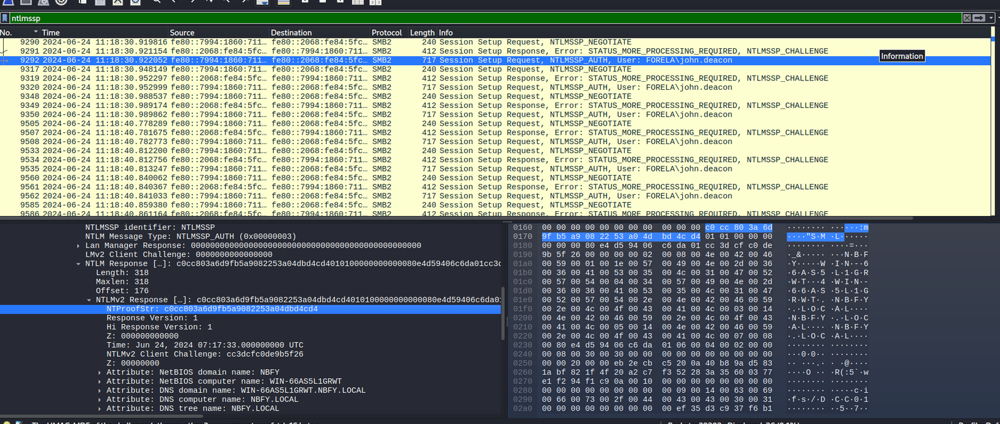 ntlmssp
No. Time Source Destination Protocol Length Info
9290 2024-06-24 11:18:30.919816 fe80::7994:1860:711… fe80::2068:fe84:5fc… SMB2 240 Session Setup Request, NTLMSSP_NEGOTIATE
9291 2024-06-24 11:18:30.921154 fe80::2068:fe84:5fc… fe80::7994:1860:711… SMB2 412 Session Setup Response, Error: STATUS_MORE_PROCESSING_REQUIRED, NTLMSSP_CHALLENGE
Information
9292 2024-06-24 11:18:30.922052 fe80::7994:1860:711… fe80::2068:fe84:5fc… SMB2 717 Session Setup Request, NTLMSSP_AUTH, User: FORELA\john.deacon
9317 2024-06-24 11:18:30.948149 fe80::7994:1860:711… fe80::2068:fe84:5fc… SMB2 240 Session Setup Request, NTLMSSP_NEGOTIATE
9319 2024-06-24 11:18:30.952297 fe80::2068:fe84:5fc… fe80::7994:1860:711… SMB2 412 Session Setup Response, Error: STATUS_MORE_PROCESSING_REQUIRED, NTLMSSP_CHALLENGE
9320 2024-06-24 11:18:30.952999 fe80::7994:1860:711… fe80::2068:fe84:5fc… SMB2 717 Session Setup Request, NTLMSSP_AUTH, User: FORELA\john.deacon
9348 2024-06-24 11:18:30.988537 fe80::7994:1860:711… fe80::2068:fe84:5fc… SMB2 240 Session Setup Request, NTLMSSP_NEGOTIATE
9349 2024-06-24 11:18:30.989174 fe80::2068:fe84:5fc… fe80::7994:1860:711… SMB2 412 Session Setup Response, Error: STATUS_MORE_PROCESSING_REQUIRED, NTLMSSP_CHALLENGE
9350 2024-06-24 11:18:30.989862 fe80::7994:1860:711… fe80::2068:fe84:5fc… SMB2 717 Session Setup Request, NTLMSSP_AUTH, User: FORELA\john.deacon
9505 2024-06-24 11:18:40.778289 fe80::7994:1860:711… fe80::2068:fe84:5fc… SMB2 240 Session Setup Request, NTLMSSP_NEGOTIATE
9507 2024-06-24 11:18:40.781675 fe80::2068:fe84:5fc… fe80::7994:1860:711… SMB2 412 Session Setup Response, Error: STATUS_MORE_PROCESSING_REQUIRED, NTLMSSP_CHALLENGE
9508 2024-06-24 11:18:40.782773 fe80::7994:1860:711… fe80::2068:fe84:5fc… SMB2 717 Session Setup Request, NTLMSSP_AUTH, User: FORELA\john.deacon
9533 2024-06-24 11:18:40.812200 fe80::7994:1860:711… fe80::2068:fe84:5fc… SMB2 240 Session Setup Request, NTLMSSP_NEGOTIATE
9534 2024-06-24 11:18:40.812756 fe80::2068:fe84:5fc… fe80::7994:1860:711… SMB2 412 Session Setup Response, Error: STATUS_MORE_PROCESSING_REQUIRED, NTLMSSP_CHALLENGE
9535 2024-06-24 11:18:40.813247 fe80::7994:1860:711… fe80::2068:fe84:5fc… SMB2 717 Session Setup Request, NTLMSSP_AUTH, User: FORELA\john.deacon
9560 2024-06-24 11:18:40.840062 fe80::7994:1860:711… fe80::2068:fe84:5fc… SMB2 240 Session Setup Request, NTLMSSP_NEGOTIATE
9561 2024-06-24 11:18:40.840367 fe80::2068:fe84:5fc… fe80::7994:1860:711… SMB2 412 Session Setup Response, Error: STATUS_MORE_PROCESSING_REQUIRED, NTLMSSP_CHALLENGE
9562 2024-06-24 11:18:40.841033 fe80::7994:1860:711… fe80::2068:fe84:5fc… SMB2 717 Session Setup Request, NTLMSSP_AUTH, User: FORELA\john.deacon
9585 2024-06-24 11:18:40.859380 fe80::7994:1860:711… fe80::2068:fe84:5fc… SMB2 240 Session Setup Request, NTLMSSP_NEGOTIATE
9586 2024-06-24 11:18:40.861164 fe80::2068:fe84:5fc… fe80::7994:1860:711… SMB2 412 Session Setup Response, Error: STATUS_MORE_PROCESSING_REQUIRED, NTLMSSP_CHALLENGE
NTLMSSP identifier: NTLMSSP
NTLM Message Type: NTLMSSP_AUTH (0x00000003)
Lan Manager Response: 000000000000000000000000000000000000000000000000
LMv2 Client Challenge: 0000000000000000
NTLM Response […]: c0cc803a6d9fb5a9082253a04dbd4cd4010100000000000080e4d59406c6da01cc3c
Length: 318
Maxlen: 318
Offset: 176
NTLMv2 Response […]: c0cc803a6d9fb5a9082253a04dbd4cd4010100000000000080e4d59406c6da01
NTProofStr: c0cc803a6d9fb5a9082253a04dbd4cd4
Response Version: 1
Hi Response Version: 1
Z: 000000000000
Time: Jun 24, 2024 07:17:33.000000000 UTC
NTLMv2 Client Challenge: cc3dcfc0de9b5f26
Z: 00000000
Attribute: NetBIOS domain name: NBFY
Attribute: NetBIOS computer name: WIN-66AS5L1GRWT
Attribute: DNS domain name: WIN-66AS5L1GRWT.NBFY.LOCAL
Attribute: DNS computer name: NBFY.LOCAL
Attribute: DNS tree name: NBFY.LOCAL
0160 00 00 00 00 00 00 00 00 00 00 00 c0 cc 80 3a 6d ········ ·····:m
0170 9f b5 a9 08 22 53 a0 4d bd 4c d4 01 01 00 00 00 ····"S·M ·L······
0180 00 00 00 80 e4 d5 94 06 c6 da 01 cc 3d cf c0 de ········ ····=···
0190 9b 5f 26 00 00 00 00 02 00 08 00 4e 00 42 00 46 ·_&····· ···N·B·F
01a0 00 59 00 01 00 1e 00 57 00 49 00 4e 00 2d 00 36 ·Y·····W ·I·N·-·6
01b0 00 36 00 41 00 53 00 35 00 4c 00 31 00 47 00 52 ·6·A·S·5 ·L·1·G·R
01c0 00 57 00 54 00 04 00 34 00 57 00 49 00 4e 00 2d ·W·T···4 ·W·I·N·-
01d0 00 36 00 36 00 41 00 53 00 35 00 4c 00 31 00 47 ·6·6·A·S ·5·L·1·G
01e0 00 52 00 57 00 54 00 2e 00 4e 00 42 00 46 00 59 ·R·W·T·. ·N·B·F·Y
01f0 00 2e 00 4c 00 4f 00 43 00 41 00 4c 00 03 00 14 ·.·L·O·C ·A·L····
0200 00 4e 00 42 00 46 00 59 00 2e 00 4c 00 4f 00 43 ·N·B·F·Y ·.·L·O·C
0210 00 41 00 4c 00 05 00 14 00 4e 00 42 00 46 00 59 ·A·L···· ·N·B·F·Y
0220 00 2e 00 4c 00 4f 00 43 00 41 00 4c 00 07 00 08 ·.·L·O·C ·A·L····
0230 00 80 e4 d5 94 06 c6 da 01 06 00 04 00 02 00 00 ········ ········
0240 00 08 00 30 00 30 00 00 00 00 00 00 00 00 00 00 ···0·0·· ········
0250 00 00 20 00 00 eb 2e cb c5 20 0a 40 b8 9a d5 83 ·· ···.· · ·@····
0260 1a bf 82 1f 4f 20 a2 c7 f3 52 28 3a 35 60 03 77 ····O ·· ·R(:5`·w
0270 e1 f2 94 f1 c9 0a 00 10 00 00 00 00 00 00 00 00 ········ ········
0280 00 00 00 00 00 00 00 00 00 09 00 14 00 63 00 69 ········ ·····c·i
0290 00 66 00 73 00 2f 00 44 00 43 00 43 00 30 00 31 ·f·s·/·D ·C·C·0·1
02a0 00 00 00 00 00 00 00 00 00 ef 35 d3 c9 37 f6 b1 ········ ··5··7··